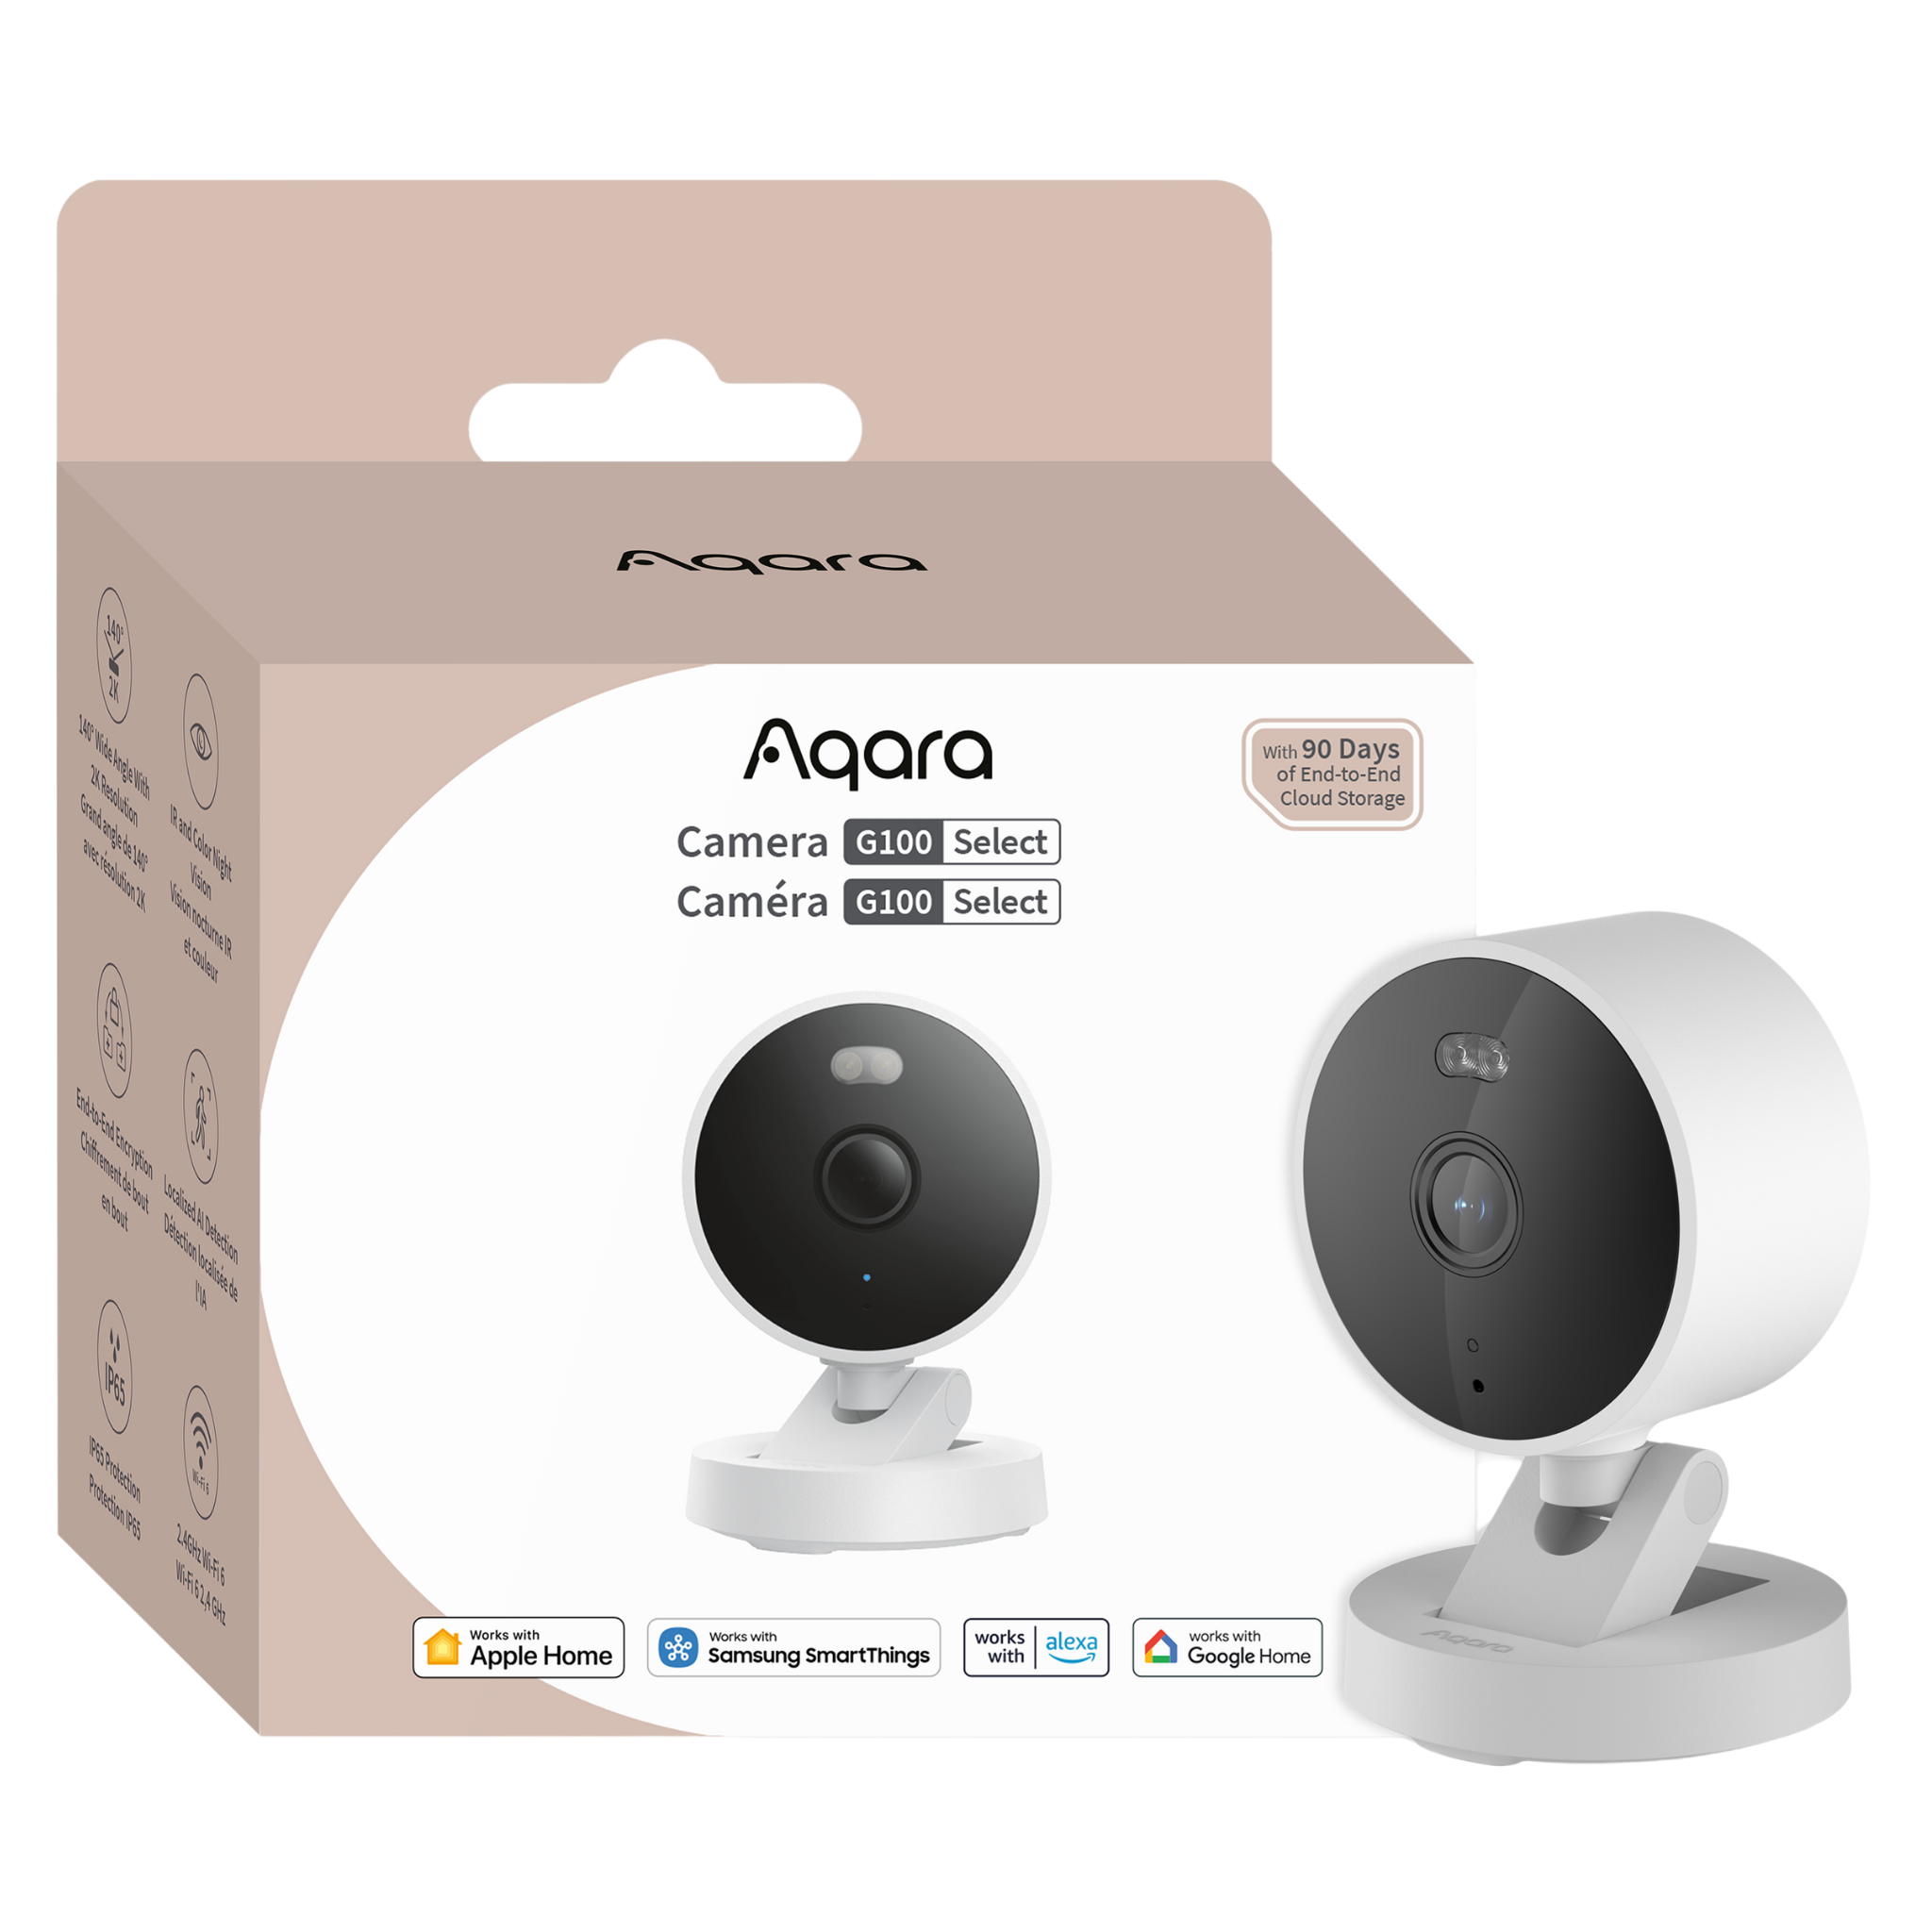 Aqara
Aqara
Camera G100 Select
Caméra G100 Select
With 90 Days
of End-to-End
Cloud Storage
140°
2K
140° Wide Angle With
2K Resolution
Grand angle de 140°
avec résolution 2K
IR and Color Night
Vision
Vision nocturne IR
et couleur
End-to-End Encryption
Chiffrement de bout
en bout
Localized AI Detection
Détection localisée de
l'IA
IP65
IP65 Protection
Protection IP65
Wi-Fi 6
2.4GHz Wi-Fi 6
Wi-Fi 6 2,4 GHz
Works with
Apple Home
Works with
Samsung SmartThings
works
with
alexa
works with
Google Home
Aqara